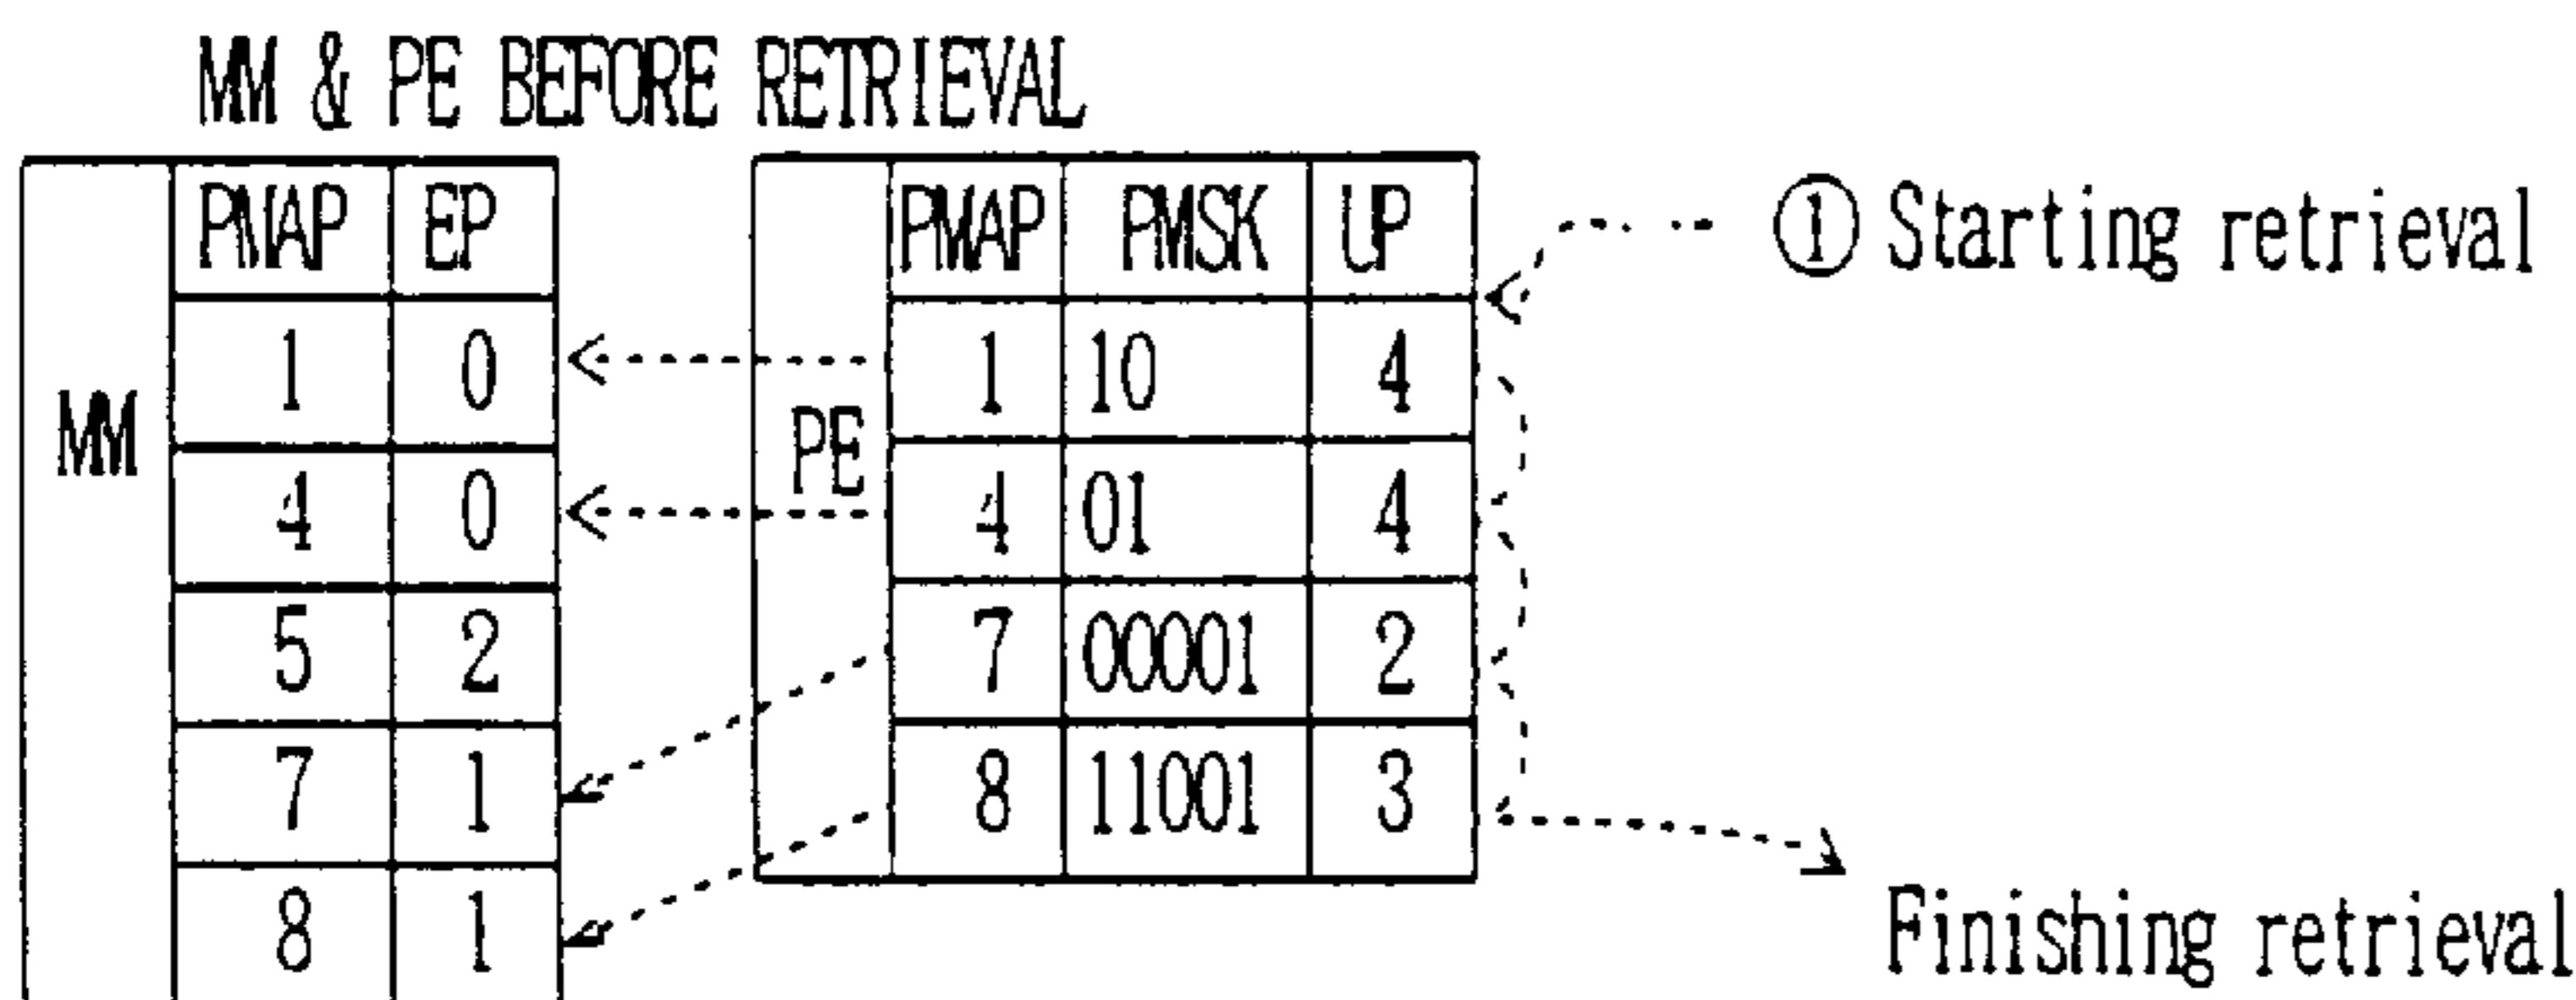 MM & PE BEFORE RETRIEVAL
MM PMAP EP
1 0
4 0
5 2
7 1
8 1
PE PMAP PMSK UP
1 10 4
4 01 4
7 00001 2
8 11001 3
① Starting retrieval
Finishing retrieval